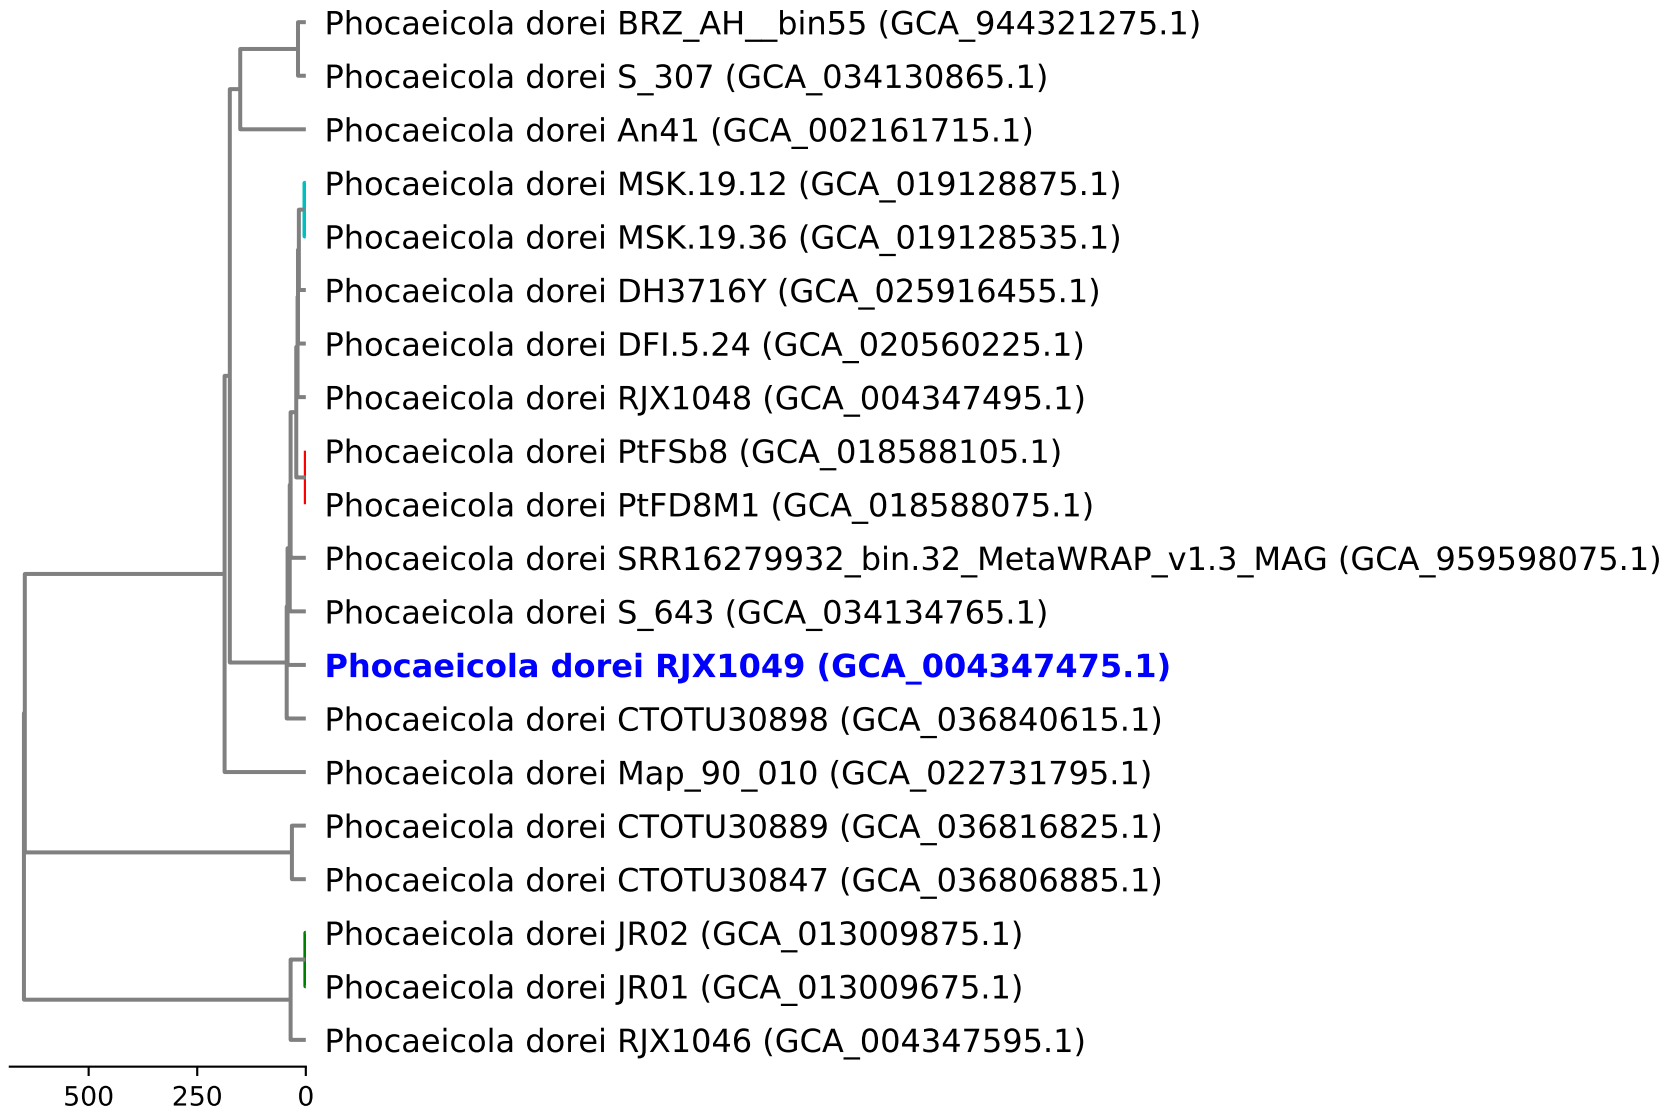 Phocaeicola dorei BRZ_AH__bin55 (GCA_944321275.1)
Phocaeicola dorei S_307 (GCA_034130865.1)
Phocaeicola dorei An41 (GCA_002161715.1)
Phocaeicola dorei MSK.19.12 (GCA_019128875.1)
Phocaeicola dorei MSK.19.36 (GCA_019128535.1)
Phocaeicola dorei DH3716Y (GCA_025916455.1)
Phocaeicola dorei DFI.5.24 (GCA_020560225.1)
Phocaeicola dorei RJX1048 (GCA_004347495.1)
Phocaeicola dorei PtFSb8 (GCA_018588105.1)
Phocaeicola dorei PtFD8M1 (GCA_018588075.1)
Phocaeicola dorei SRR16279932_bin.32_MetaWRAP_v1.3_MAG (GCA_959598075.1)
Phocaeicola dorei S_643 (GCA_034134765.1)
Phocaeicola dorei RJX1049 (GCA_004347475.1)
Phocaeicola dorei CTOTU30898 (GCA_036840615.1)
Phocaeicola dorei Map_90_010 (GCA_022731795.1)
Phocaeicola dorei CTOTU30889 (GCA_036816825.1)
Phocaeicola dorei CTOTU30847 (GCA_036806885.1)
Phocaeicola dorei JR02 (GCA_013009875.1)
Phocaeicola dorei JR01 (GCA_013009675.1)
Phocaeicola dorei RJX1046 (GCA_004347595.1)
500 250 0